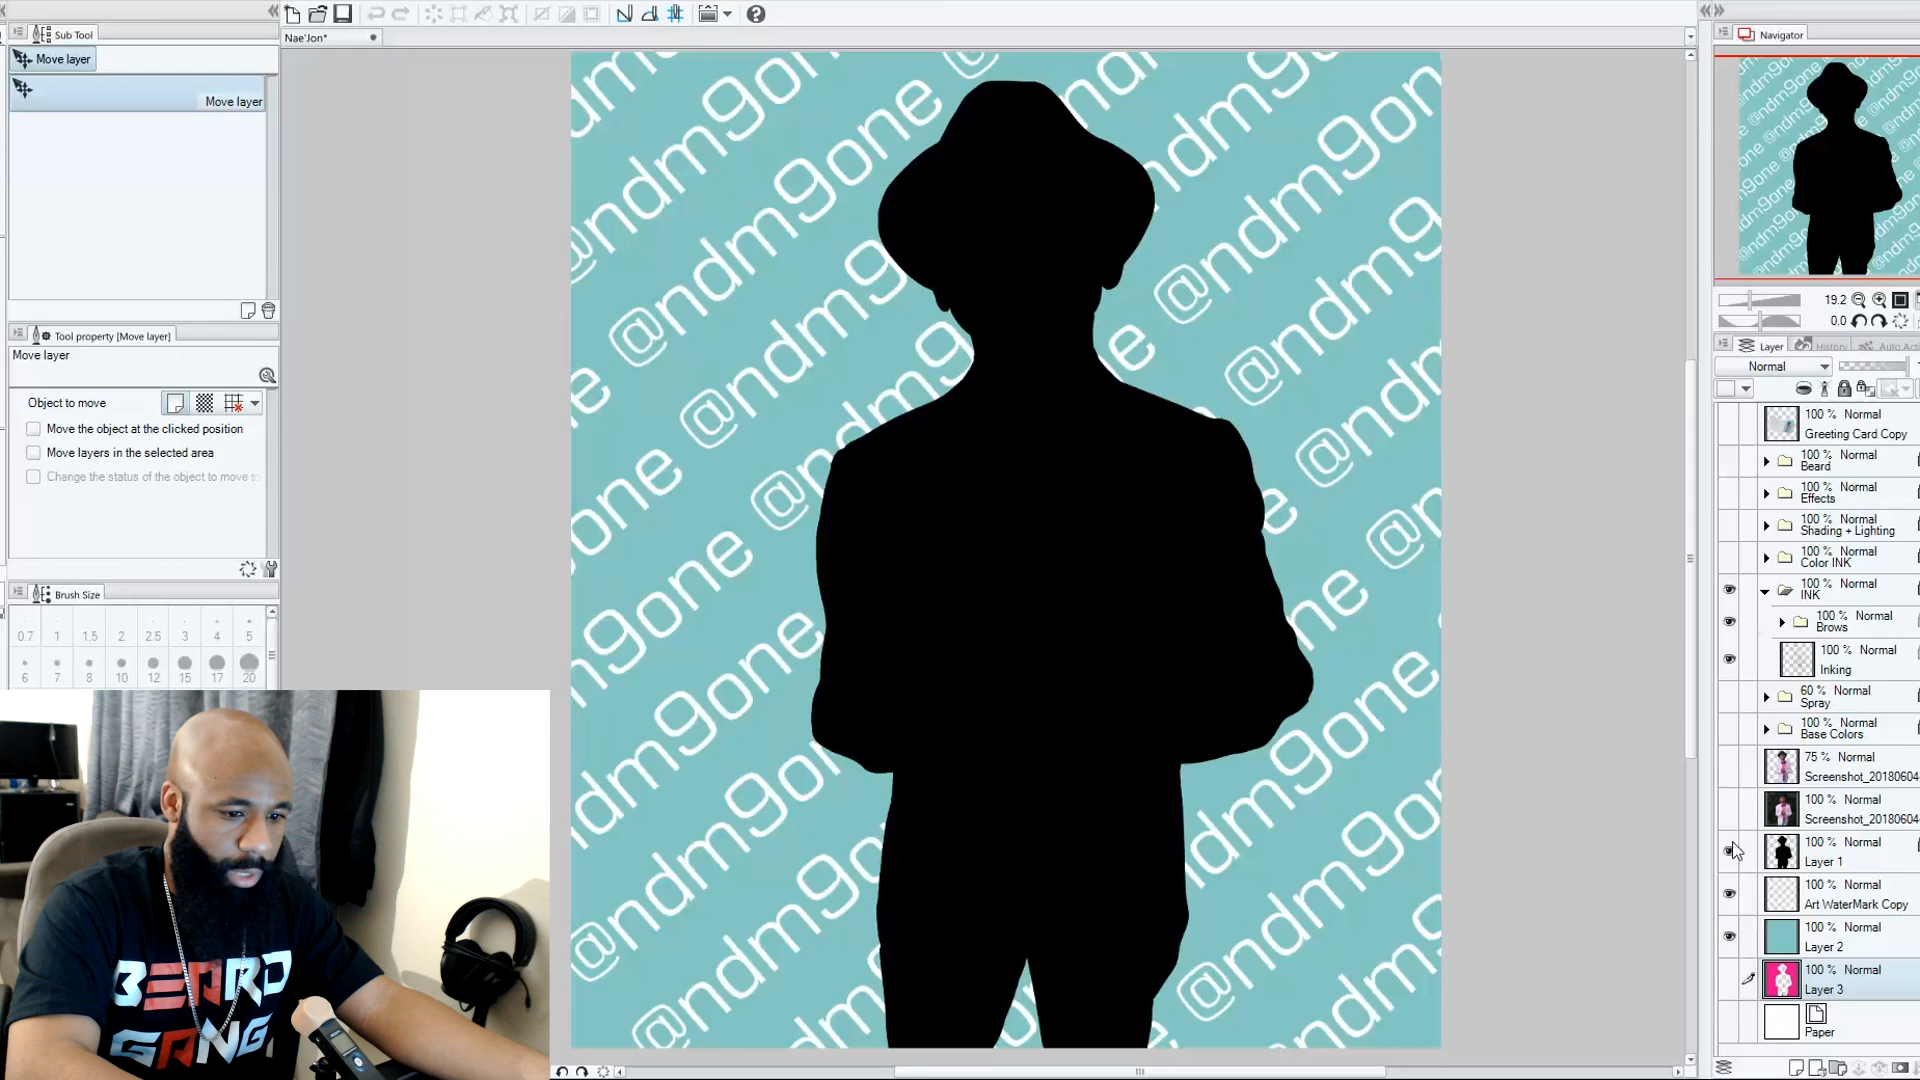 Sub Tool
Move layer
Move layer
Tool property [Move layer]
Move layer
Object to move
Move the object at the clicked position
Move layers in the selected area
Change the status of the object to move to
Brush Size
0.7 1 1.5 2 2.5 3 4 5
6 7 8 10 12 15 17 20
BEARD
GANG
Nae'Jon*
@ndm9one
@ndm9one
@ndm9one
@ndm9one
@ndm9one
@ndm9one
Navigator
19.2
0.0
Layer History Auto Acti
Normal
100 % Normal
Greeting Card Copy
100 % Normal
Beard
100 % Normal
Effects
100 % Normal
Shading + Lighting
100 % Normal
Color INK
100 % Normal
INK
100 % Normal
Brows
100 % Normal
Inking
60 % Normal
Spray
100 % Normal
Base Colors
75 % Normal
Screenshot_20180604-
100 % Normal
Screenshot_20180604-
100 % Normal
Layer 1
100 % Normal
Art WaterMark Copy
100 % Normal
Layer 2
100 % Normal
Layer 3
Paper